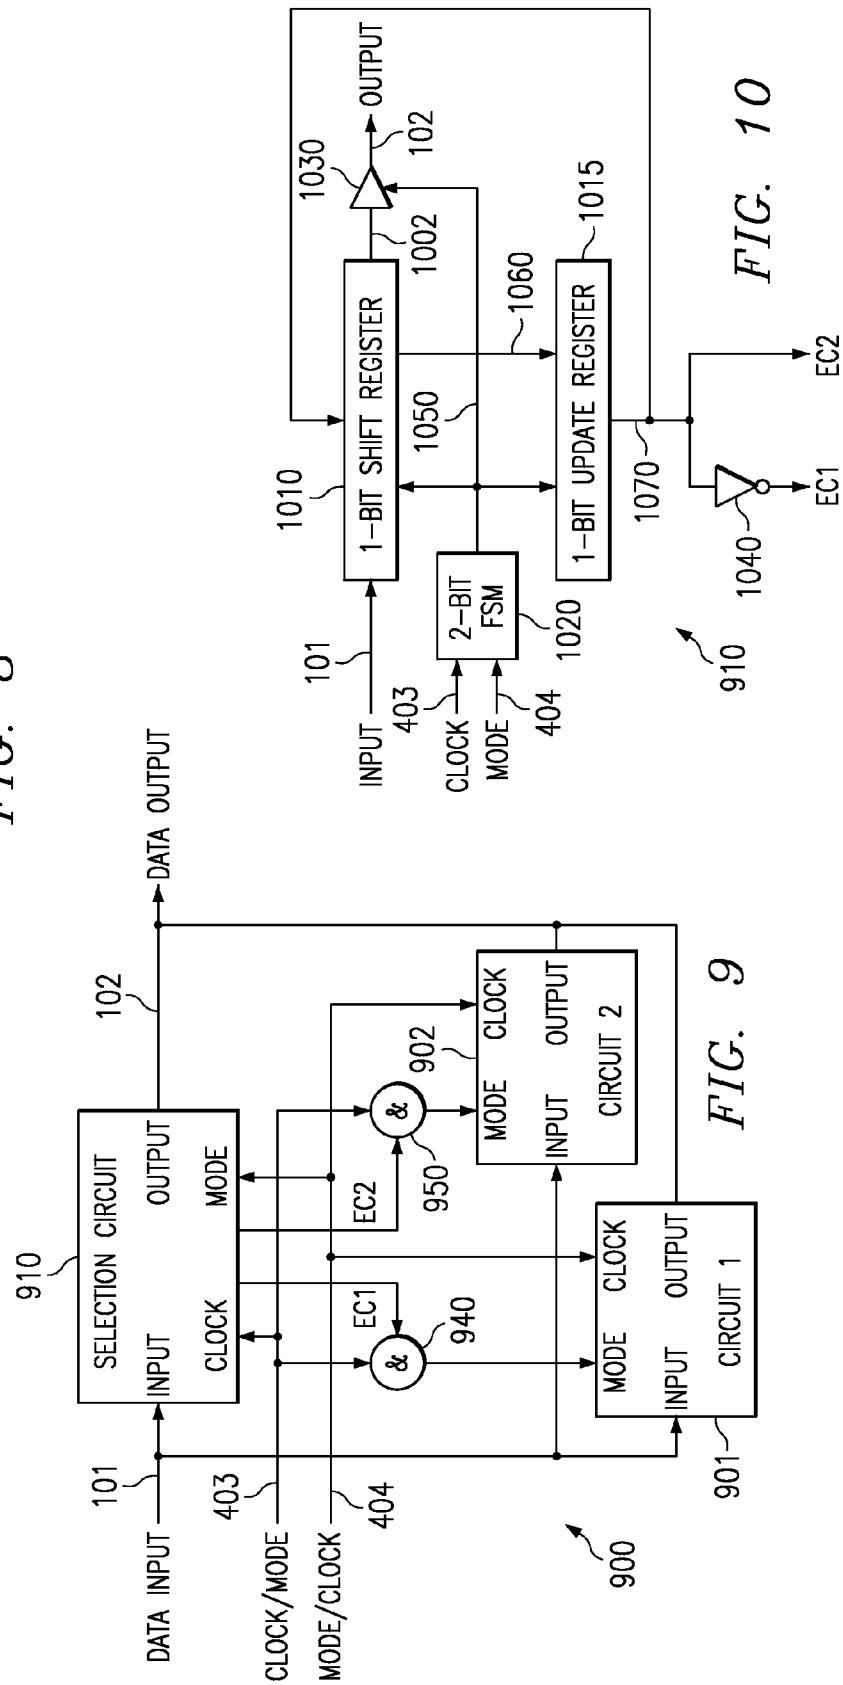 FIG. 8
DATA INPUT
101
910
SELECTION CIRCUIT
INPUT
OUTPUT
CLOCK
MODE
102
DATA OUTPUT
403
CLOCK/MODE
MODE/CLOCK
404
EC1
EC2
&
940
&
950
902
MODE
CLOCK
INPUT
OUTPUT
CIRCUIT 2
MODE
CLOCK
INPUT
OUTPUT
CIRCUIT 1
901
900
FIG. 9
INPUT
101
1010
1-BIT SHIFT REGISTER
1002
1030
102
OUTPUT
CLOCK
403
MODE
404
2-BIT
FSM
1020
1050
1060
1-BIT UPDATE REGISTER
1015
1070
1040
EC1
EC2
910
FIG. 10